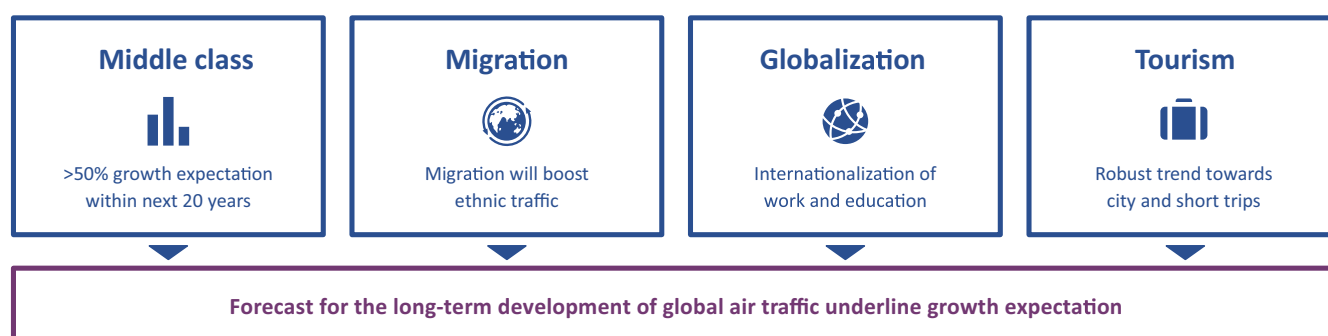 Middle class
>50% growth expectation
within next 20 years
Migration
Migration will boost
ethnic traffic
Globalization
Internationalization of
work and education
Tourism
Robust trend towards
city and short trips
Forecast for the long-term development of global air traffic underline growth expectation